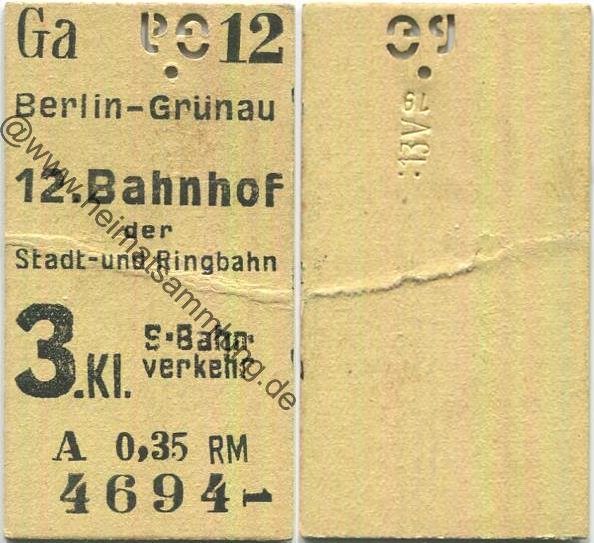 Ga 12
Berlin-Grünau
12.Bahnhof
der
Stadt-und Ringbahn
3.Kl. S-Bahn-
verkehr
A 0,35 RM
4694
@www.heimatsammlung.de
13 V